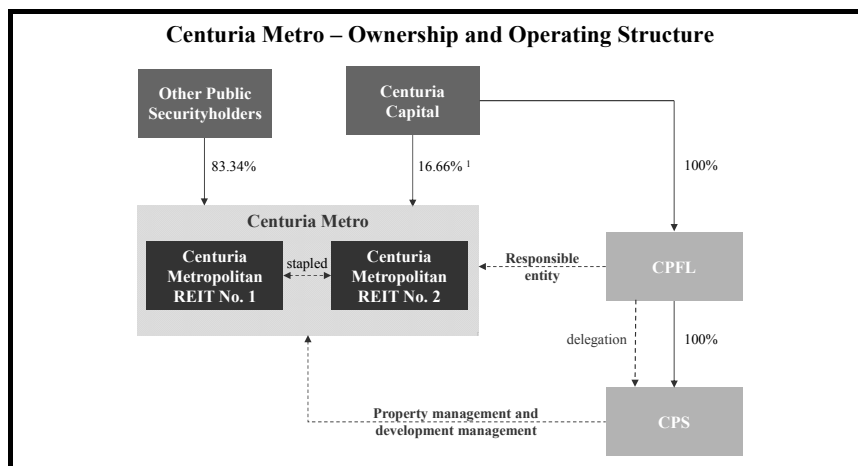 Centuria Metro – Ownership and Operating Structure
Other Public
Securityholders
Centuria
Capital
83.34%
16.66% 1
100%
Centuria Metro
Centuria
Metropolitan
REIT No. 1
stapled
Centuria
Metropolitan
REIT No. 2
Responsible
entity
CPFL
delegation
100%
Property management and
development management
CPS